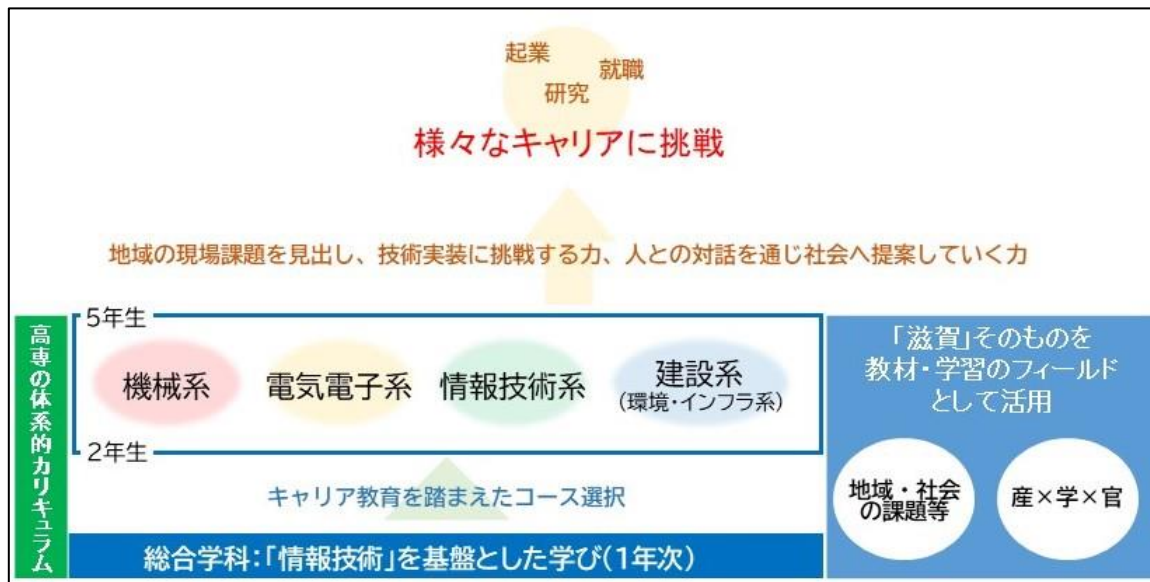 起業
就職
研究
様々なキャリアに挑戦
地域の現場課題を見出し、技術実装に挑戦する力、人との対話を通じ社会へ提案していく力
高専の体系的カリキュラム
5年生
機械系
電気電子系
情報技術系
建設系
(環境・インフラ系)
2年生
キャリア教育を踏まえたコース選択
総合学科:「情報技術」を基盤とした学び(1年次)
「滋賀」そのものを
教材・学習のフィールド
として活用
地域・社会
の課題等
産×学×官